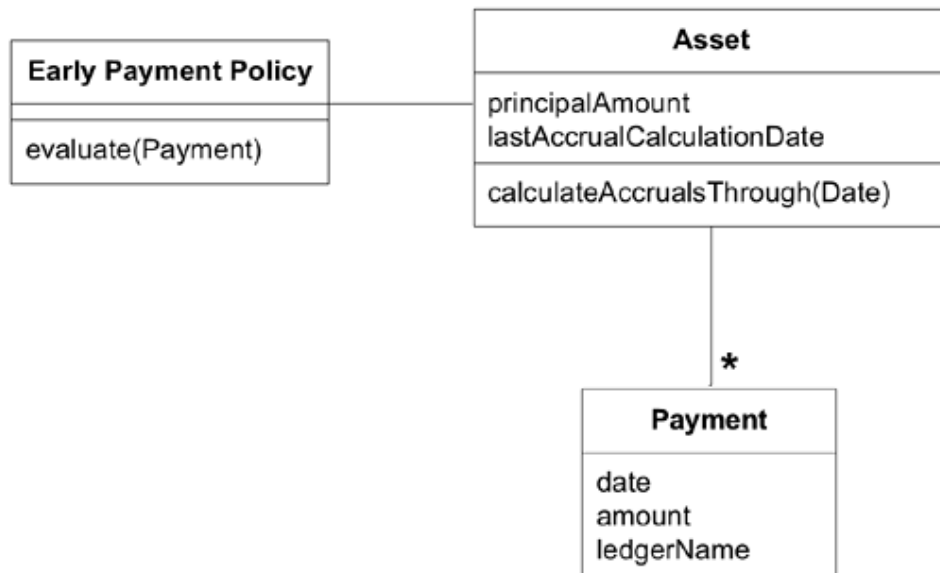 Early Payment Policy
evaluate(Payment)
Asset
principalAmount
lastAccrualCalculationDate
calculateAccrualsThrough(Date)
*
Payment
date
amount
ledgerName